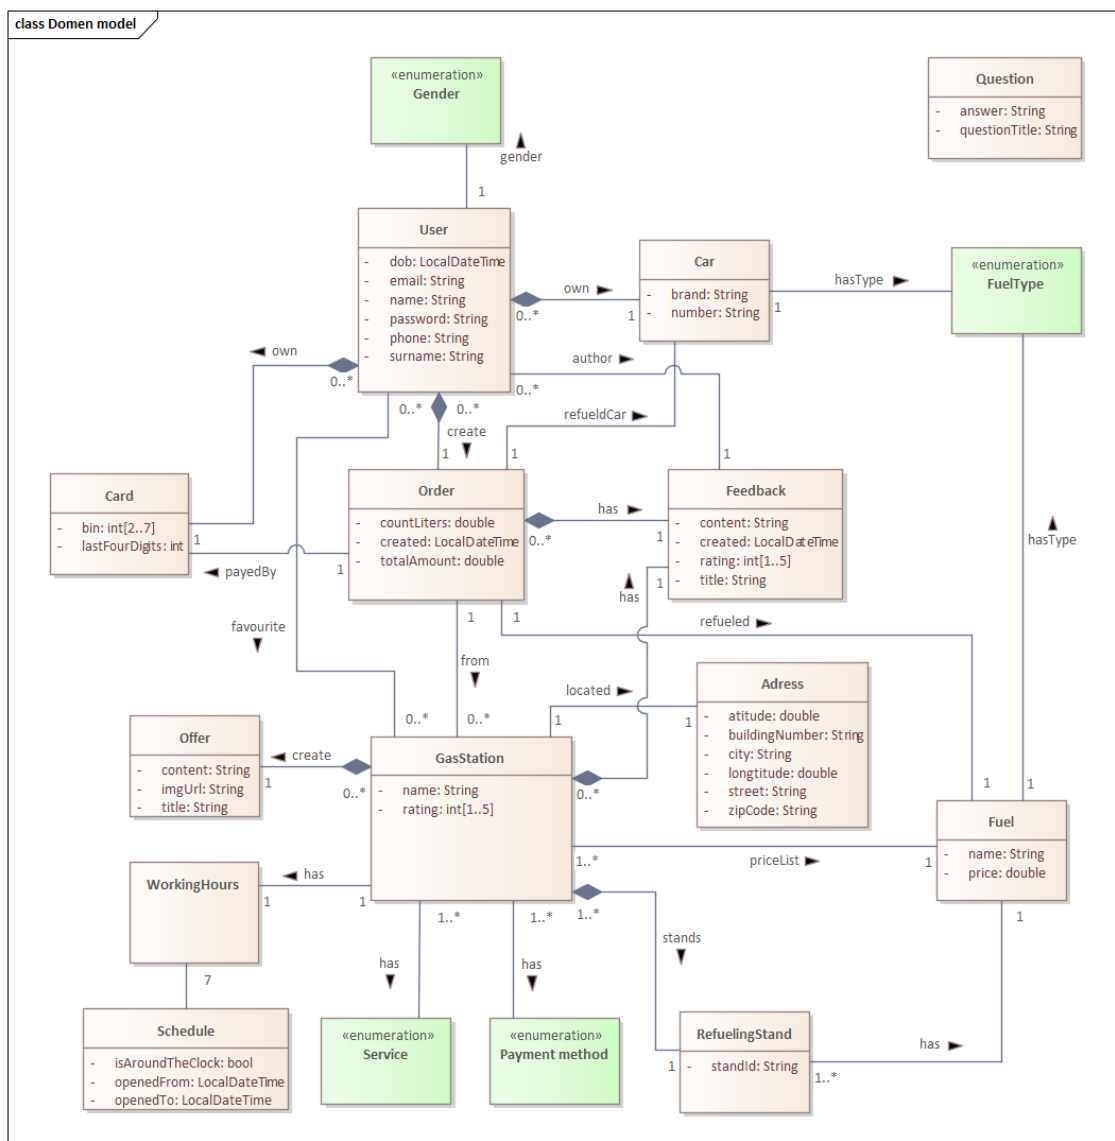 class Domen model
«enumeration»
Gender
gender
1
Question
- answer: String
- questionTitle: String
User
- dob: LocalDateTime
- email: String
- name: String
- password: String
- phone: String
- surname: String
own
0..*
1
Car
- brand: String
- number: String
hasType
1
«enumeration»
FuelType
own
0..*
author
0..*
1
refueldCar
1
0..*
0..*
create
1
Card
- bin: int[2..7]
- lastFourDigits: int
1
payedBy
1
Order
- countLiters: double
- created: LocalDateTime
- totalAmount: double
has
0..*
1
Feedback
- content: String
- created: LocalDateTime
- rating: int[1..5]
- title: String
hasType
1
has
1
favourite
0..*
1
from
0..*
1
refueled
1
located
1
1
Adress
- atitude: double
- buildingNumber: String
- city: String
- longtitude: double
- street: String
- zipCode: String
Offer
- content: String
- imgUrl: String
- title: String
create
1
0..*
GasStation
- name: String
- rating: int[1..5]
0..*
1..*
priceList
1
Fuel
- name: String
- price: double
1
WorkingHours
has
1
1
1..*
1..*
1..*
stands
1
has
has
7
Schedule
- isAroundTheClock: bool
- openedFrom: LocalDateTime
- openedTo: LocalDateTime
«enumeration»
Service
«enumeration»
Payment method
RefuelingStand
- standId: String
has
1..*